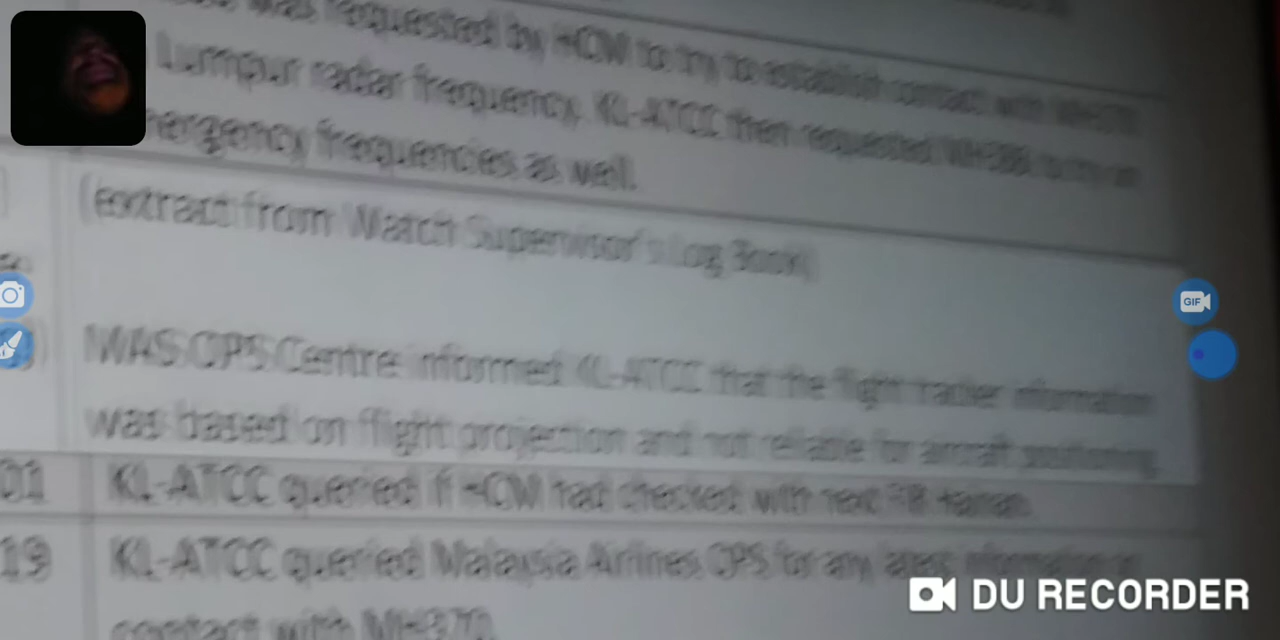 was requested by HCM to try to establish contact with MH370
Lumpur radar frequency. KL-ATCC then requested MH386 to try on
emergency frequencies as well.
(extract from Watch Supervisor's Log Book)
MAS OPS Centre informed KL-ATCC that the flight tracker information
was based on flight projection and not reliable for aircraft positioning
01 KL-ATCC queried if HCM had checked with next FIR Hainan.
19 KL-ATCC queried Malaysia Airlines OPS for any latest information or
contact with MH370.
GIF
DU RECORDER